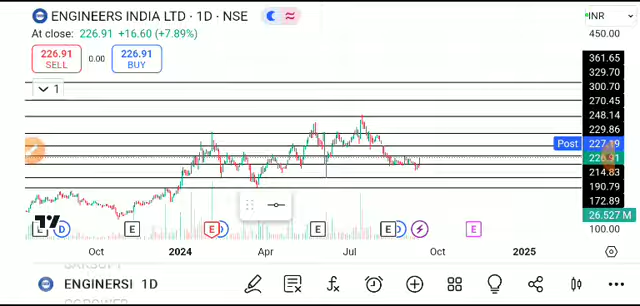 ENGINEERS INDIA LTD · 1D · NSE
INR
At close: 226.91 +16.60 (+7.89%)
450.00
226.91 SELL 0.00 226.91 BUY
361.65
329.70
1
300.70
270.45
248.14
229.86
Post 227.19
226.91
214.83
190.79
172.89
26.527 M
100.00
E D E E D E E D E
Oct 2024 Apr Jul Oct 2025
ENGINERSI 1D